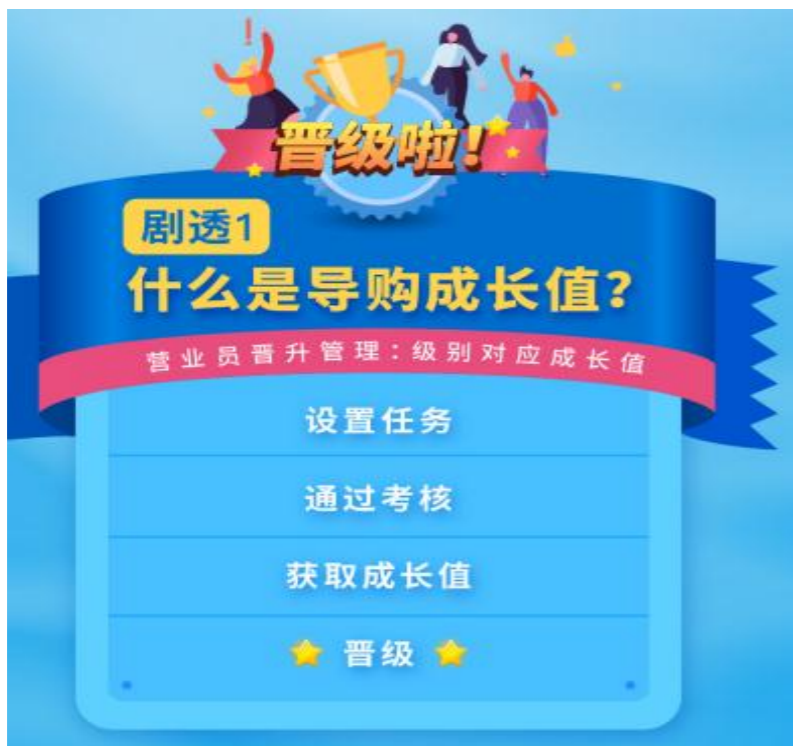 晋级啦!
剧透1
什么是导购成长值?
营业员晋升管理:级别对应成长值
设置任务
通过考核
获取成长值
晋级